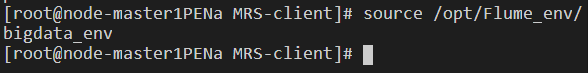 [root@node-master1PENa MRS-client]# source /opt/Flume_env/
bigdata_env
[root@node-master1PENa MRS-client]#